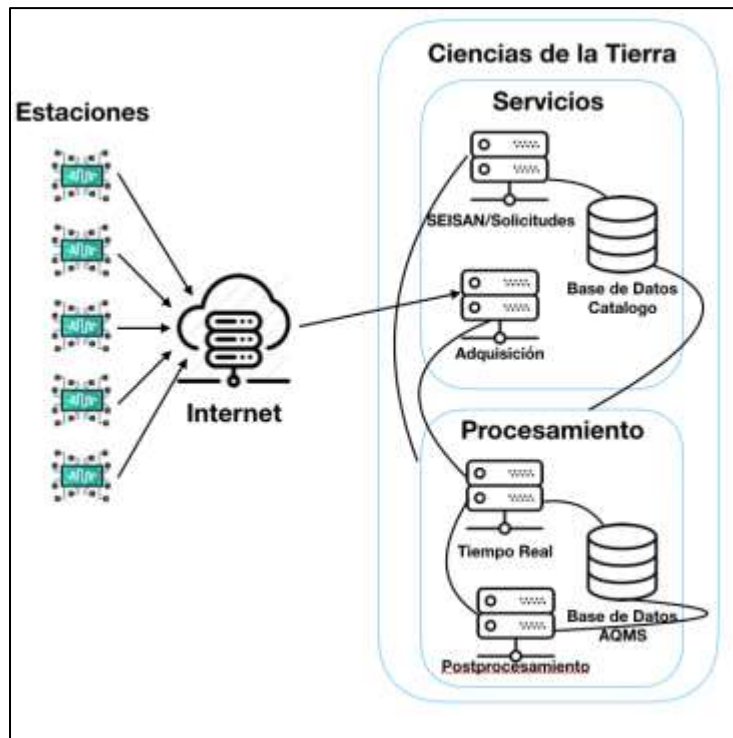 Ciencias de la Tierra
Servicios
Estaciones
SEISAN/Solicitudes
Base de Datos
Catalogo
Adquisición
Internet
Procesamiento
Tiempo Real
Base de Datos
AQMS
Postprocesamiento